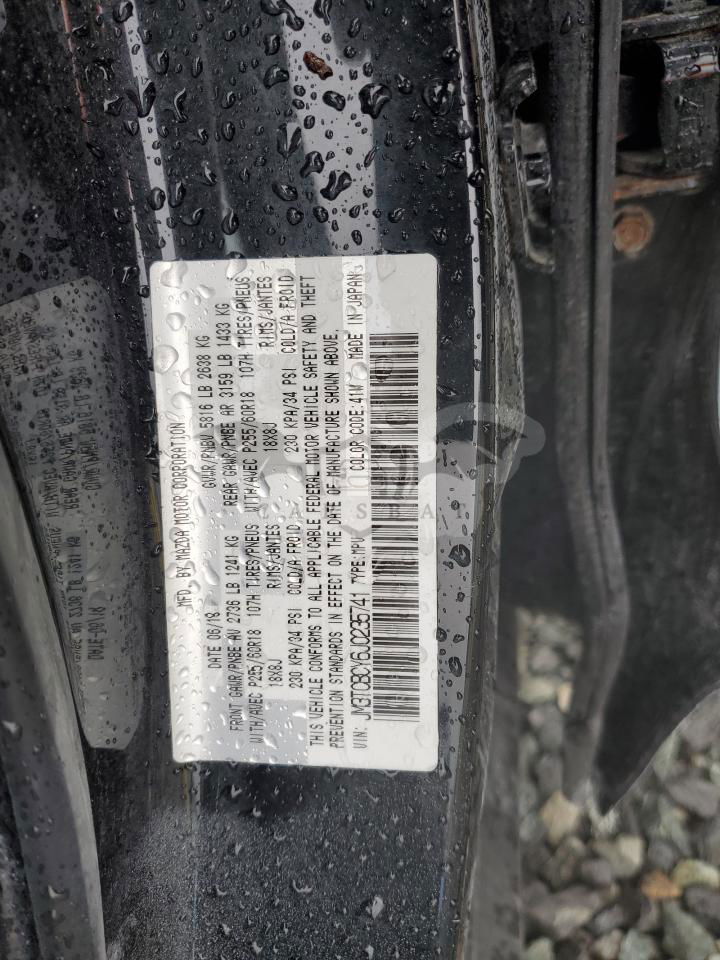 MFD. BY MAZDA MOTOR CORPORATION
DATE 06/18 GVWR/PNBV 5816 LB 2638 KG
FRONT GAWR/PNBE AV 2736 LB 1241 KG REAR GAWR/PNBE AR 3159 LB 1433 KG
WITH/AVEC P255/60R18 107H TIRES/PNEUS WITH/AVEC P255/60R18 107H TIRES/PNEUS
18X8J RIMS/JANTES 18X8J RIMS/JANTES
230 KPA/34 PSI COLD/A FROID 230 KPA/34 PSI COLD/A FROID
THIS VEHICLE CONFORMS TO ALL APPLICABLE FEDERAL MOTOR VEHICLE SAFETY AND THEFT
PREVENTION STANDARDS IN EFFECT ON THE DATE OF MANUFACTURE SHOWN ABOVE.
VIN: JM3TCBCY6J0235741 TYPE:MPV COLOR CODE:41W MADE IN JAPAN
CARSBAT